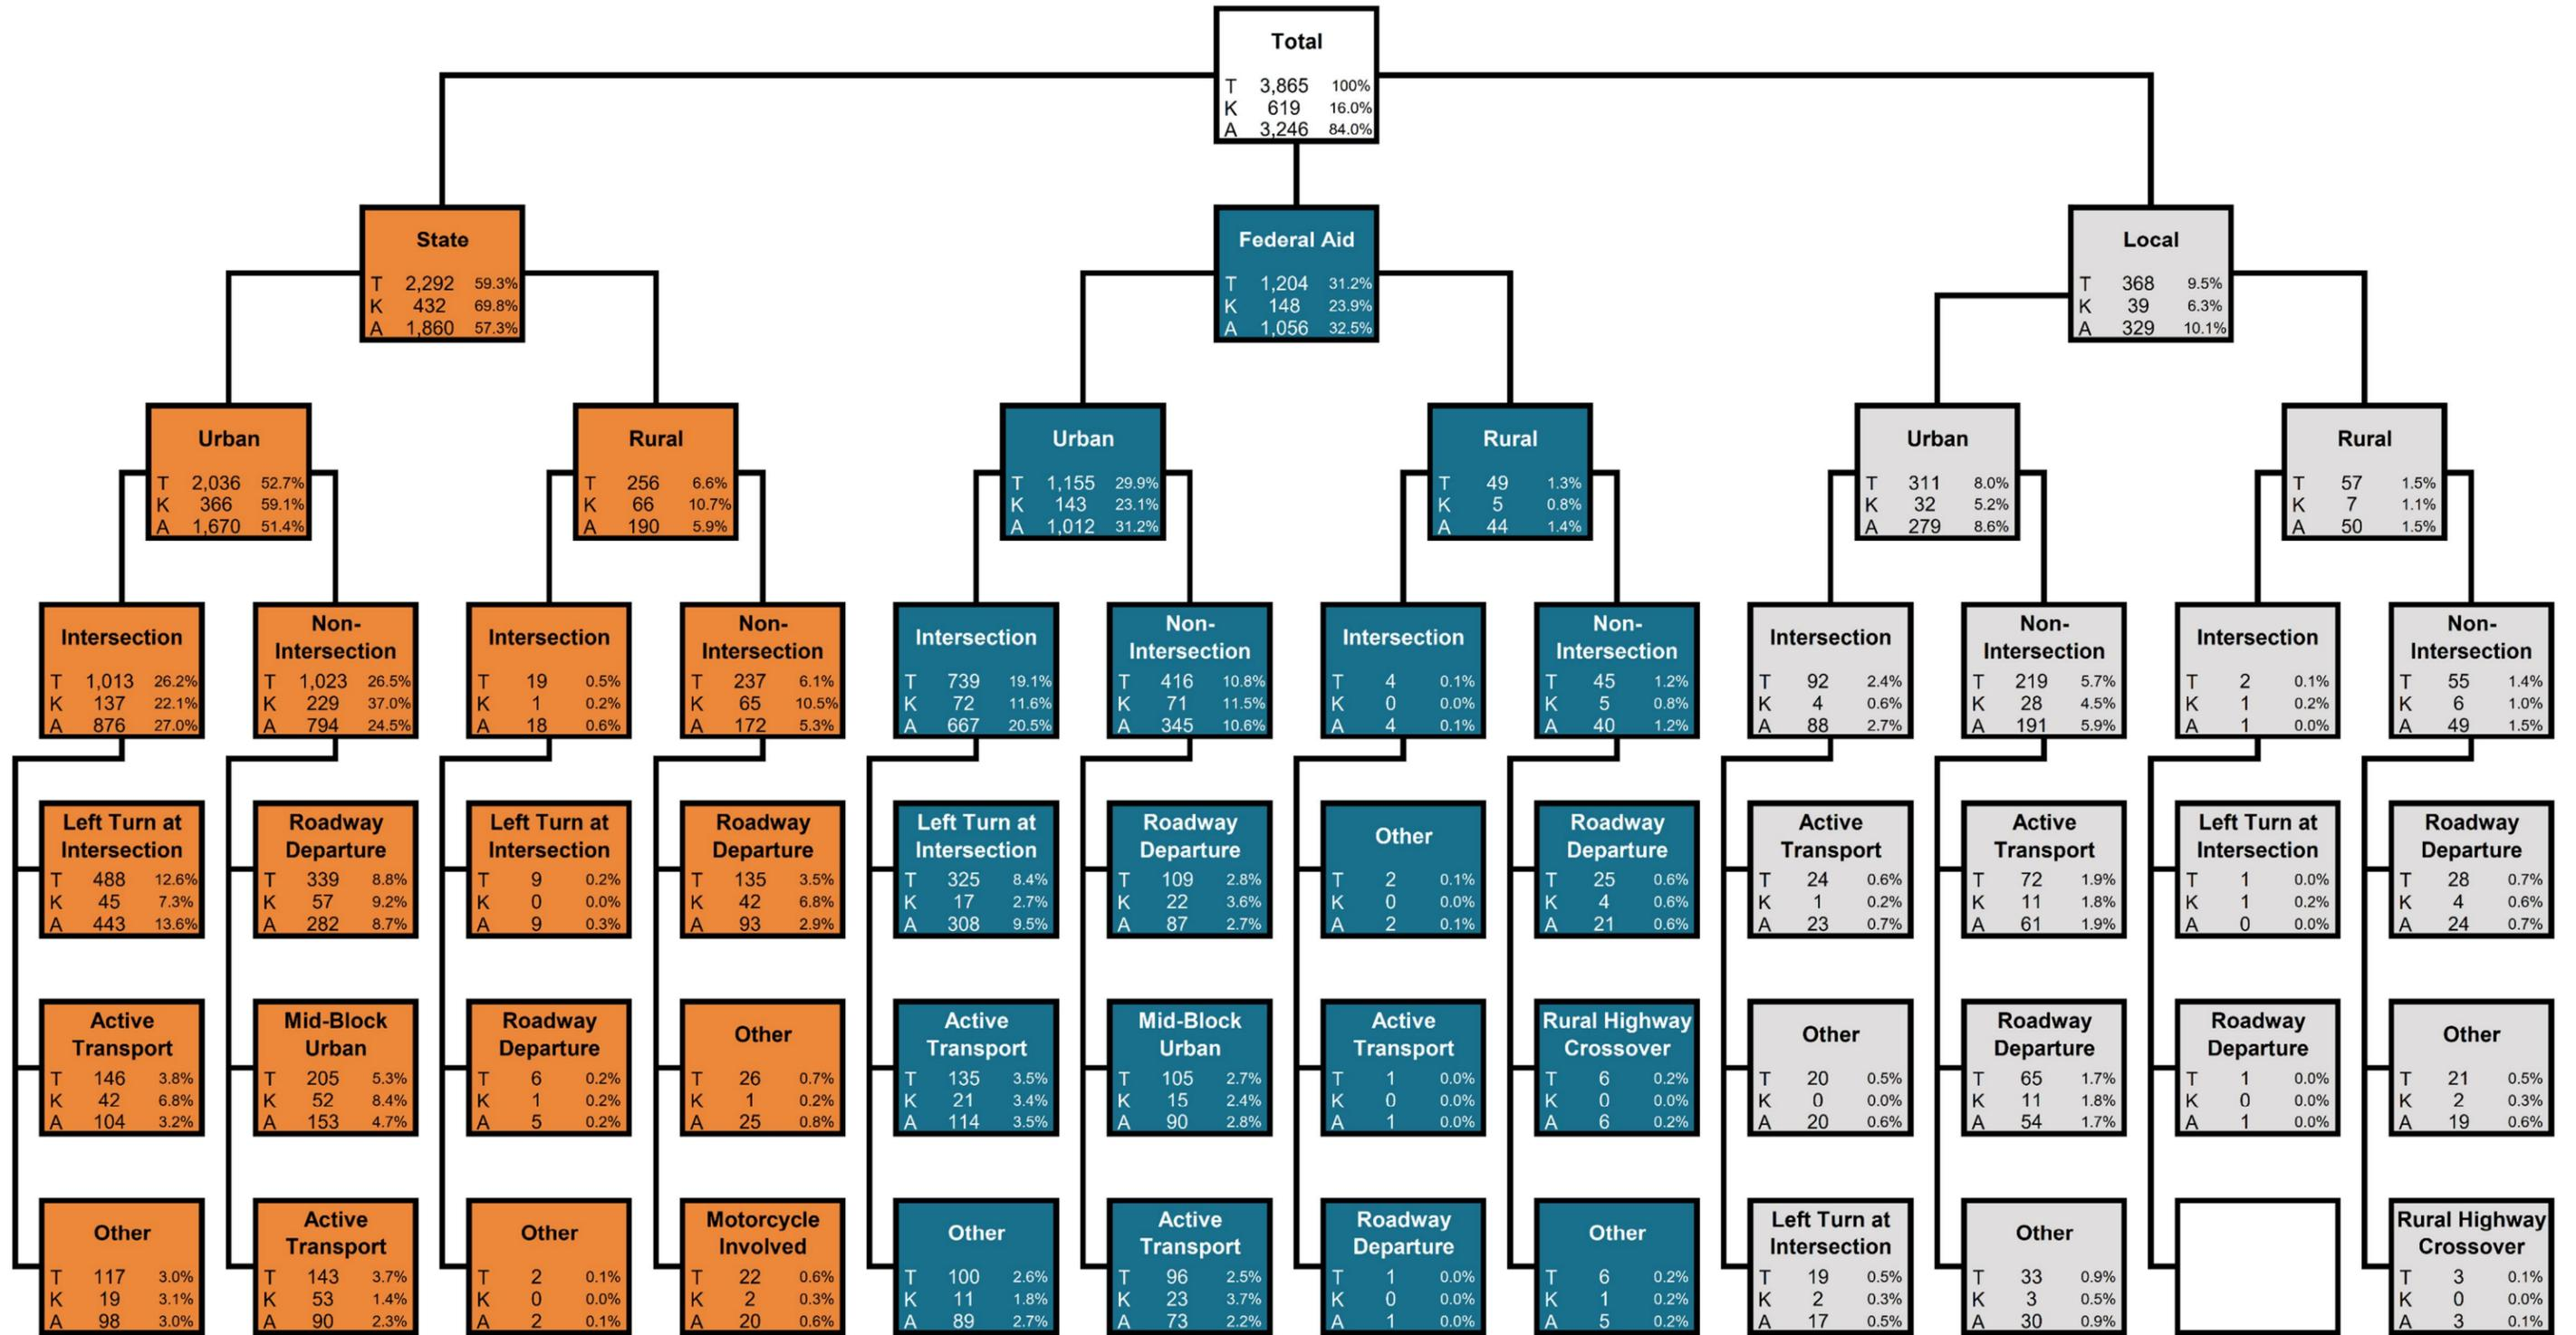 Total
T 3,865 100%
K 619 16.0%
A 3,246 84.0%
State
T 2,292 59.3%
K 432 69.8%
A 1,860 57.3%
Federal Aid
T 1,204 31.2%
K 148 23.9%
A 1,056 32.5%
Local
T 368 9.5%
K 39 6.3%
A 329 10.1%
Urban
T 2,036 52.7%
K 366 59.1%
A 1,670 51.4%
Rural
T 256 6.6%
K 66 10.7%
A 190 5.9%
Urban
T 1,155 29.9%
K 143 23.1%
A 1,012 31.2%
Rural
T 49 1.3%
K 5 0.8%
A 44 1.4%
Urban
T 311 8.0%
K 32 5.2%
A 279 8.6%
Rural
T 57 1.5%
K 7 1.1%
A 50 1.5%
Intersection
T 1,013 26.2%
K 137 22.1%
A 876 27.0%
Non-
Intersection
T 1,023 26.5%
K 229 37.0%
A 794 24.5%
Intersection
T 19 0.5%
K 1 0.2%
A 18 0.6%
Non-
Intersection
T 237 6.1%
K 65 10.5%
A 172 5.3%
Intersection
T 739 19.1%
K 72 11.6%
A 667 20.5%
Non-
Intersection
T 416 10.8%
K 71 11.5%
A 345 10.6%
Intersection
T 4 0.1%
K 0 0.0%
A 4 0.1%
Non-
Intersection
T 45 1.2%
K 5 0.8%
A 40 1.2%
Intersection
T 92 2.4%
K 4 0.6%
A 88 2.7%
Non-
Intersection
T 219 5.7%
K 28 4.5%
A 191 5.9%
Intersection
T 2 0.1%
K 1 0.2%
A 1 0.0%
Non-
Intersection
T 55 1.4%
K 6 1.0%
A 49 1.5%
Left Turn at
Intersection
T 488 12.6%
K 45 7.3%
A 443 13.6%
Roadway
Departure
T 339 8.8%
K 57 9.2%
A 282 8.7%
Left Turn at
Intersection
T 9 0.2%
K 0 0.0%
A 9 0.3%
Roadway
Departure
T 135 3.5%
K 42 6.8%
A 93 2.9%
Left Turn at
Intersection
T 325 8.4%
K 17 2.7%
A 308 9.5%
Roadway
Departure
T 109 2.8%
K 22 3.6%
A 87 2.7%
Other
T 2 0.1%
K 0 0.0%
A 2 0.1%
Roadway
Departure
T 25 0.6%
K 4 0.6%
A 21 0.6%
Active
Transport
T 24 0.6%
K 1 0.2%
A 23 0.7%
Active
Transport
T 72 1.9%
K 11 1.8%
A 61 1.9%
Left Turn at
Intersection
T 1 0.0%
K 1 0.2%
A 0 0.0%
Roadway
Departure
T 28 0.7%
K 4 0.6%
A 24 0.7%
Active
Transport
T 146 3.8%
K 42 6.8%
A 104 3.2%
Mid-Block
Urban
T 205 5.3%
K 52 8.4%
A 153 4.7%
Roadway
Departure
T 6 0.2%
K 1 0.2%
A 5 0.2%
Other
T 26 0.7%
K 1 0.2%
A 25 0.8%
Active
Transport
T 135 3.5%
K 21 3.4%
A 114 3.5%
Mid-Block
Urban
T 105 2.7%
K 15 2.4%
A 90 2.8%
Active
Transport
T 1 0.0%
K 0 0.0%
A 1 0.0%
Rural Highway
Crossover
T 6 0.2%
K 0 0.0%
A 6 0.2%
Other
T 20 0.5%
K 0 0.0%
A 20 0.6%
Roadway
Departure
T 65 1.7%
K 11 1.8%
A 54 1.7%
Roadway
Departure
T 1 0.0%
K 0 0.0%
A 1 0.0%
Other
T 21 0.5%
K 2 0.3%
A 19 0.6%
Other
T 117 3.0%
K 19 3.1%
A 98 3.0%
Active
Transport
T 143 3.7%
K 53 1.4%
A 90 2.3%
Other
T 2 0.1%
K 0 0.0%
A 2 0.1%
Motorcycle
Involved
T 22 0.6%
K 2 0.3%
A 20 0.6%
Other
T 100 2.6%
K 11 1.8%
A 89 2.7%
Active
Transport
T 96 2.5%
K 23 3.7%
A 73 2.2%
Roadway
Departure
T 1 0.0%
K 0 0.0%
A 1 0.0%
Other
T 6 0.2%
K 1 0.2%
A 5 0.2%
Left Turn at
Intersection
T 19 0.5%
K 2 0.3%
A 17 0.5%
Other
T 33 0.9%
K 3 0.5%
A 30 0.9%
Rural Highway
Crossover
T 3 0.1%
K 0 0.0%
A 3 0.1%